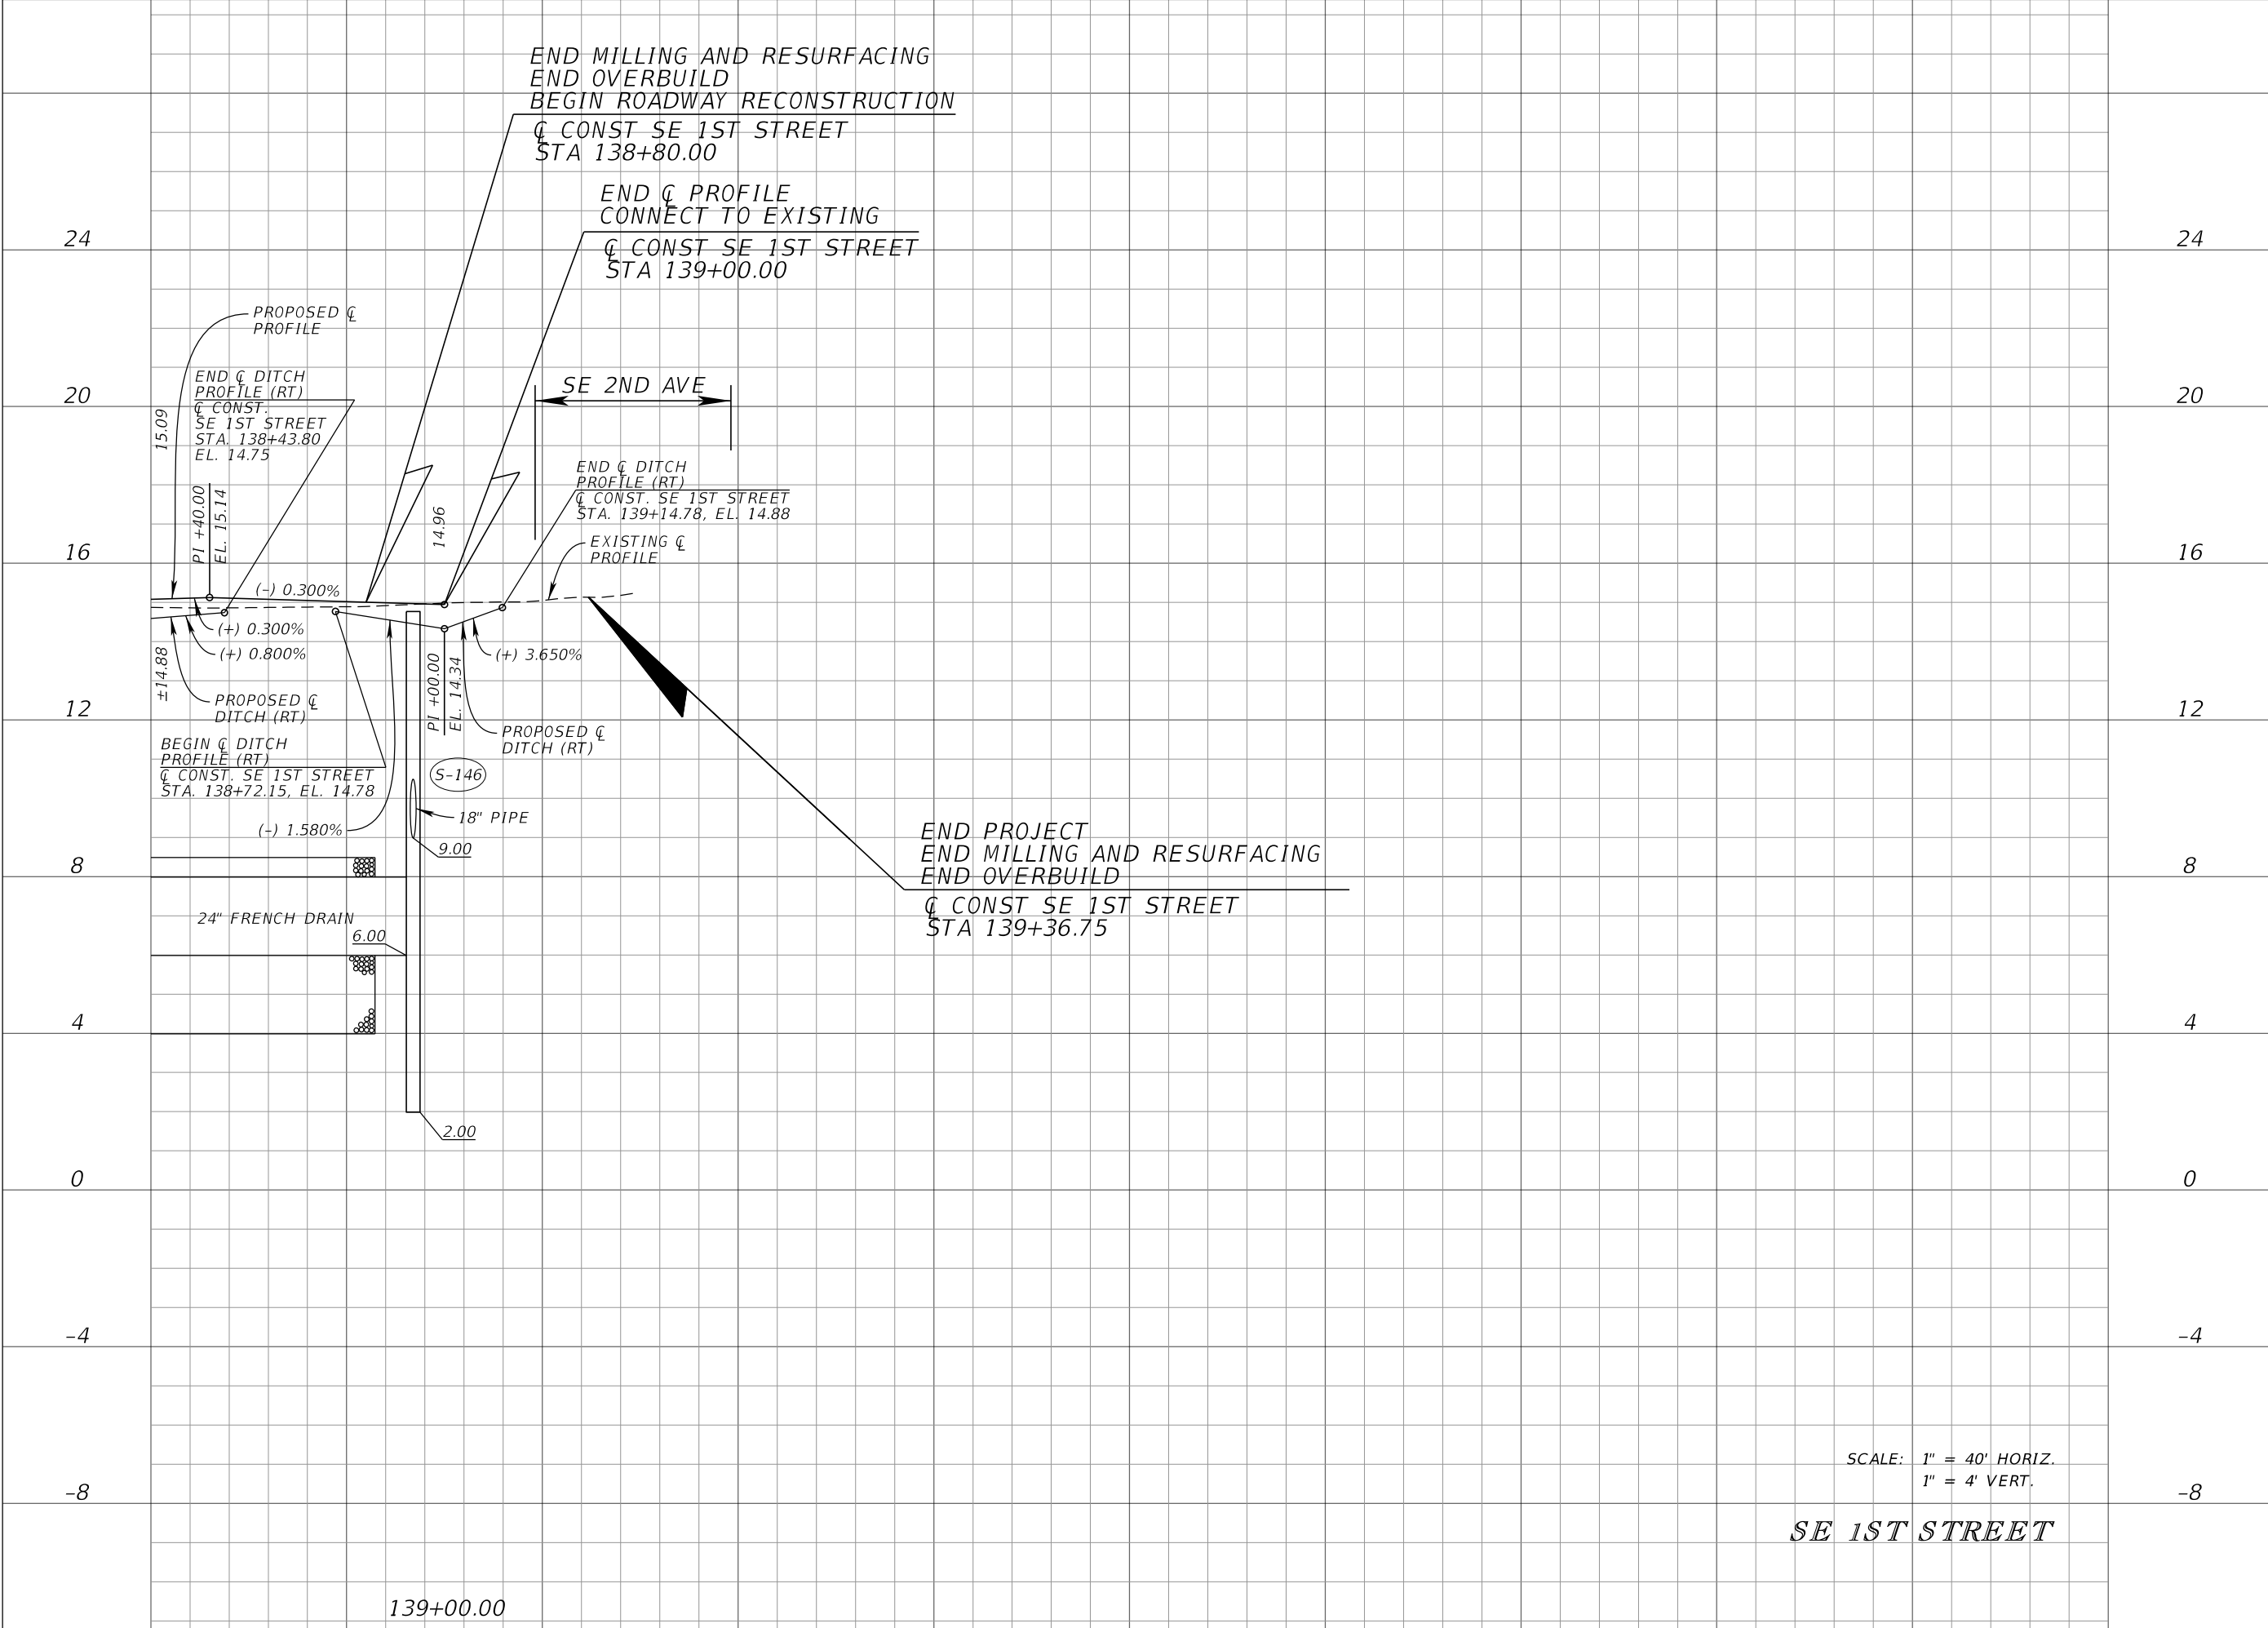 END MILLING AND RESURFACING
END OVERBUILD
BEGIN ROADWAY RECONSTRUCTION
℄ CONST SE 1ST STREET
STA 138+80.00
END ℄ PROFILE
CONNECT TO EXISTING
℄ CONST SE 1ST STREET
STA 139+00.00
24
24
PROPOSED ℄
PROFILE
END ℄ DITCH
PROFILE (RT)
℄ CONST.
SE 1ST STREET
STA. 138+43.80
EL. 14.75
SE 2ND AVE
20
20
15.09
END ℄ DITCH
PROFILE (RT)
℄ CONST. SE 1ST STREET
STA. 139+14.78, EL. 14.88
PI +40.00
EL. 15.14
14.96
EXISTING ℄
PROFILE
16
16
(-) 0.300%
(+) 0.300%
(+) 0.800%
(+) 3.650%
±14.88
PI +00.00
EL. 14.34
PROPOSED ℄
DITCH (RT)
12
12
PROPOSED ℄
DITCH (RT)
BEGIN ℄ DITCH
PROFILE (RT)
℄ CONST. SE 1ST STREET
STA. 138+72.15, EL. 14.78
S-146
18" PIPE
(-) 1.580%
9.00
END PROJECT
END MILLING AND RESURFACING
END OVERBUILD
℄ CONST SE 1ST STREET
STA 139+36.75
8
8
24" FRENCH DRAIN
6.00
4
4
2.00
0
0
-4
-4
SCALE: 1" = 40' HORIZ.
1" = 4' VERT.
-8
-8
SE 1ST STREET
139+00.00